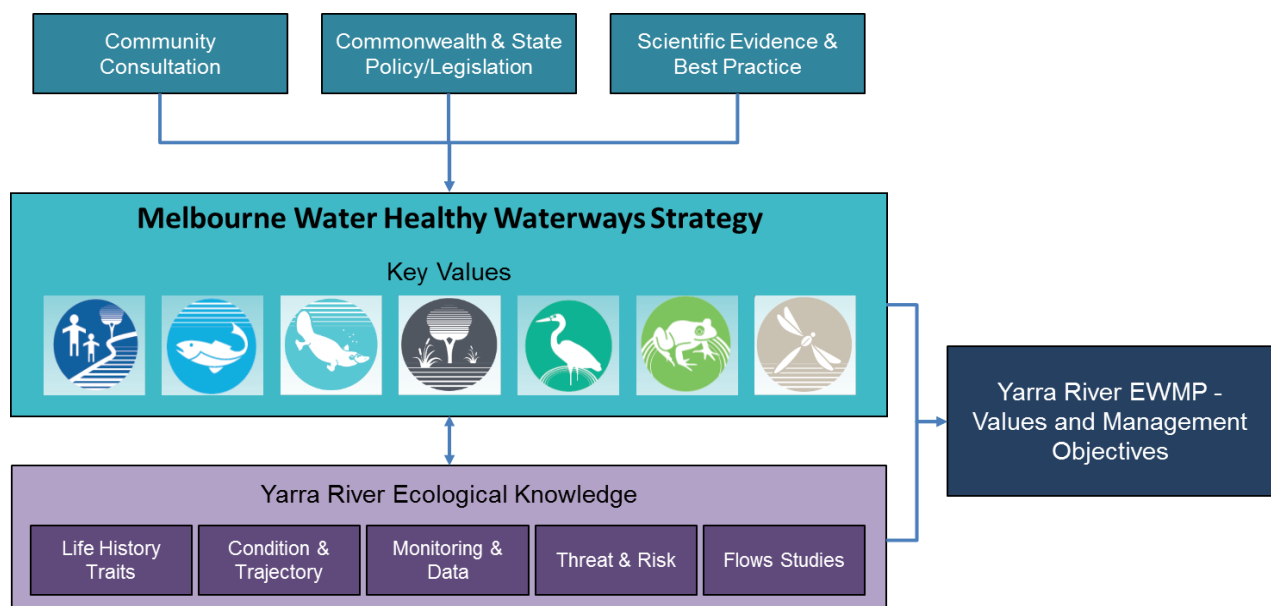 Community
Consultation
Commonwealth & State
Policy/Legislation
Scientific Evidence &
Best Practice
Melbourne Water Healthy Waterways Strategy
Key Values
Yarra River EWMP -
Values and Management
Objectives
Yarra River Ecological Knowledge
Life History
Traits
Condition &
Trajectory
Monitoring &
Data
Threat & Risk
Flows Studies